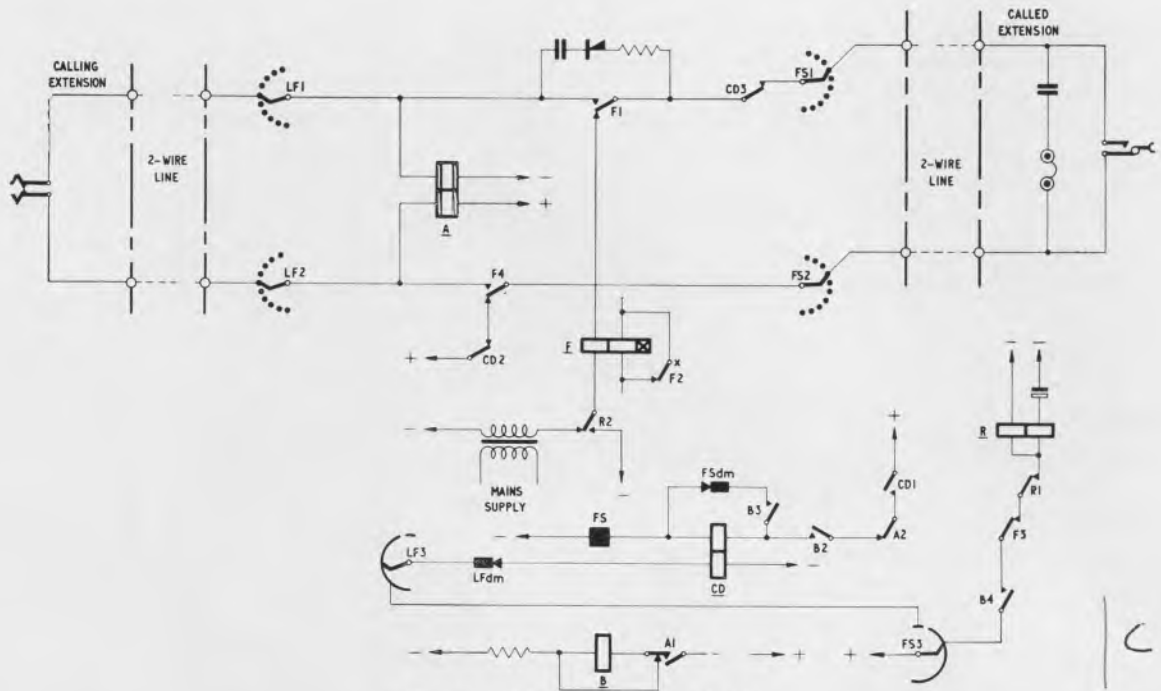 CALLING
EXTENSION
2-WIRE
LINE
LF1
A
- 
+
LF2
F4
+
CD2
F1
CD3
FS1
FS2
CALLED
EXTENSION
2-WIRE
LINE
F
x
F2
R2
-
-
MAINS
SUPPLY
- -
R
R1
F3
B4
+
CD1
A2
B2
B3
FSdm
FS
-
CD
-
LF3
LFdm
-
B
A1
- +
+
FS3
C